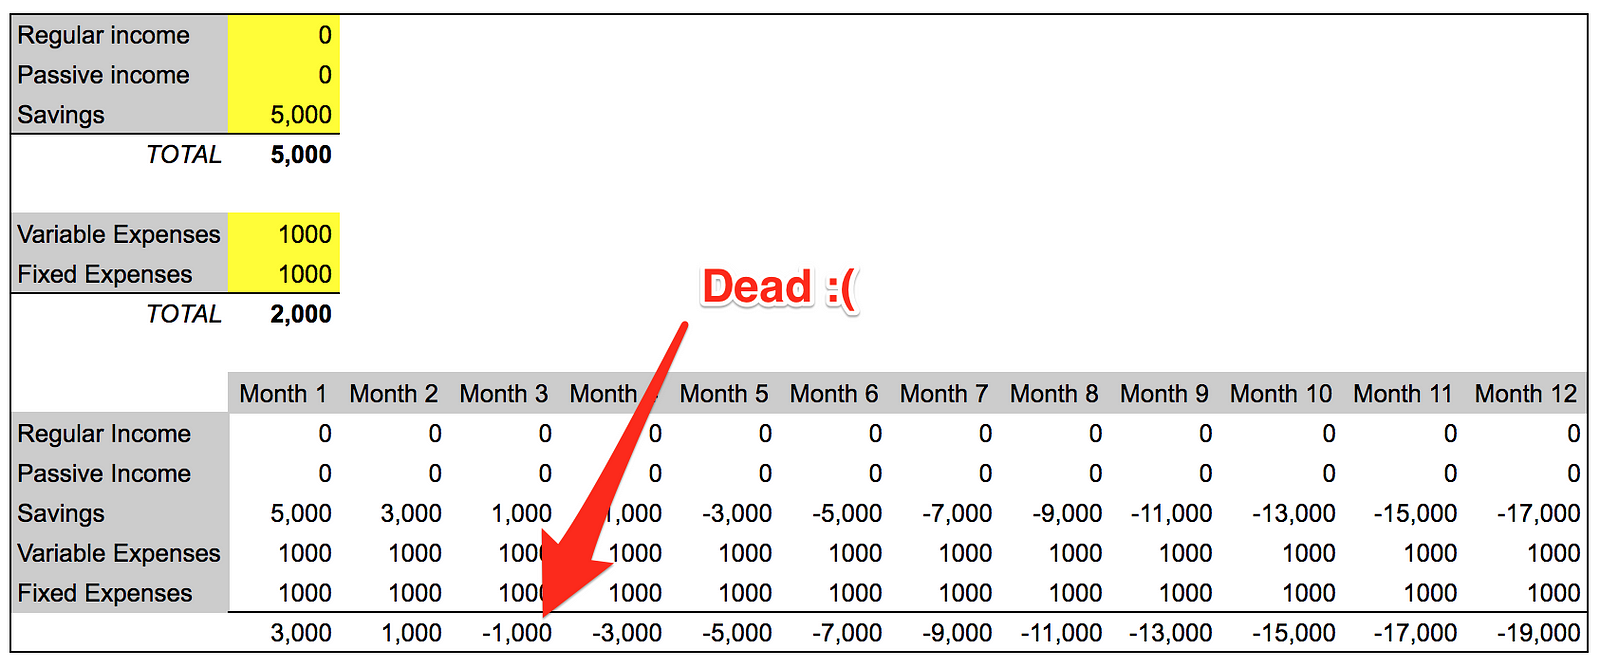 Regular income 0
Passive income 0
Savings 5,000
TOTAL 5,000
Variable Expenses 1000
Fixed Expenses 1000
TOTAL 2,000
Dead :(
Month 1 Month 2 Month 3 Month Month 5 Month 6 Month 7 Month 8 Month 9 Month 10 Month 11 Month 12
Regular Income 0 0 0 0 0 0 0 0 0 0 0 0
Passive Income 0 0 0 0 0 0 0 0 0 0 0 0
Savings 5,000 3,000 1,000 1,000 -3,000 -5,000 -7,000 -9,000 -11,000 -13,000 -15,000 -17,000
Variable Expenses 1000 1000 1000 1000 1000 1000 1000 1000 1000 1000 1000 1000
Fixed Expenses 1000 1000 1000 1000 1000 1000 1000 1000 1000 1000 1000 1000
3,000 1,000 -1,000 -3,000 -5,000 -7,000 -9,000 -11,000 -13,000 -15,000 -17,000 -19,000